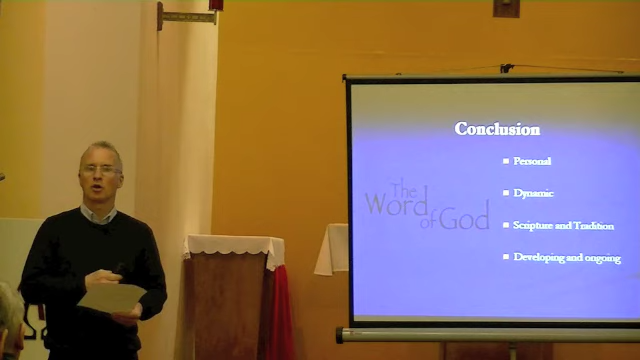 Conclusion
Personal
Dynamic
Scripture and Tradition
Developing and ongoing
The
Word
of God